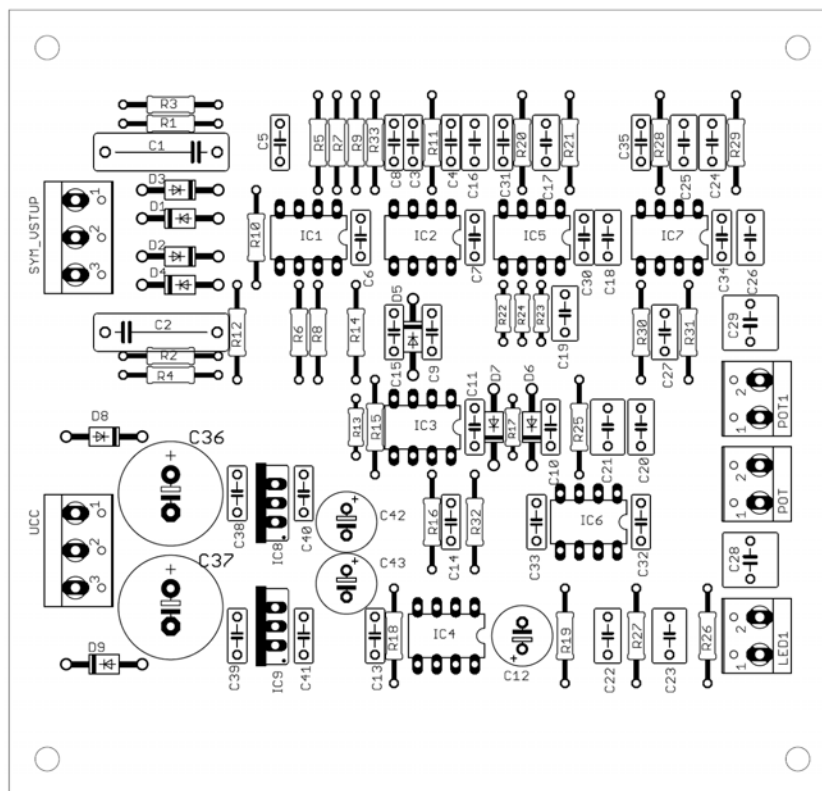 R3
R1
C1
D3
D1
D2
D4
C2
R2
R4
SYM_VSTUP
1
2
3
R10
R12
C5
R5
R7
R9
R33
C8
C3
R11
C4
C16
C31
R20
C17
R21
C35
R28
C25
C24
R29
IC1
C6
IC2
C7
IC5
C30
C18
IC7
C34
C26
R6
R8
R14
C15
D5
C9
R22
R24
R23
C19
R30
C27
R31
C29
R13
R15
IC3
C11
D7
R17
D6
C10
R25
C21
C20
2
1
POT1
D8
C36
+
UCC
1
2
3
C38
IC8
C40
C42
+
R16
C14
R32
C33
IC6
C32
2
1
POT
C37
+
C43
+
C28
D9
C39
IC9
C41
C13
R18
IC4
C12
+
R19
C22
R27
C23
R26
2
1
LED1